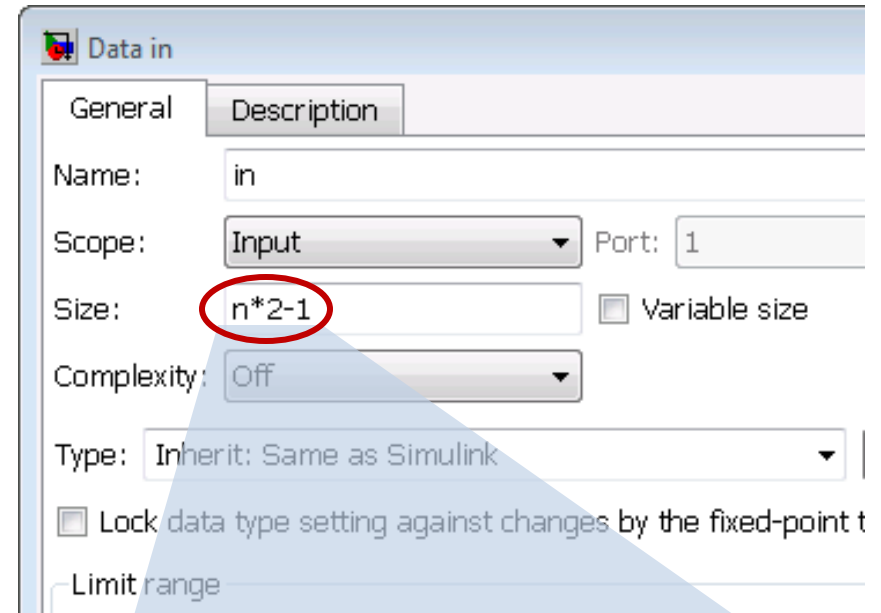 Data in
General Description
Name: in
Scope: Input Port: 1
Size: n*2-1 Variable size
Complexity: Off
Type: Inherit: Same as Simulink
Lock data type setting against changes by the fixed-point
Limit range